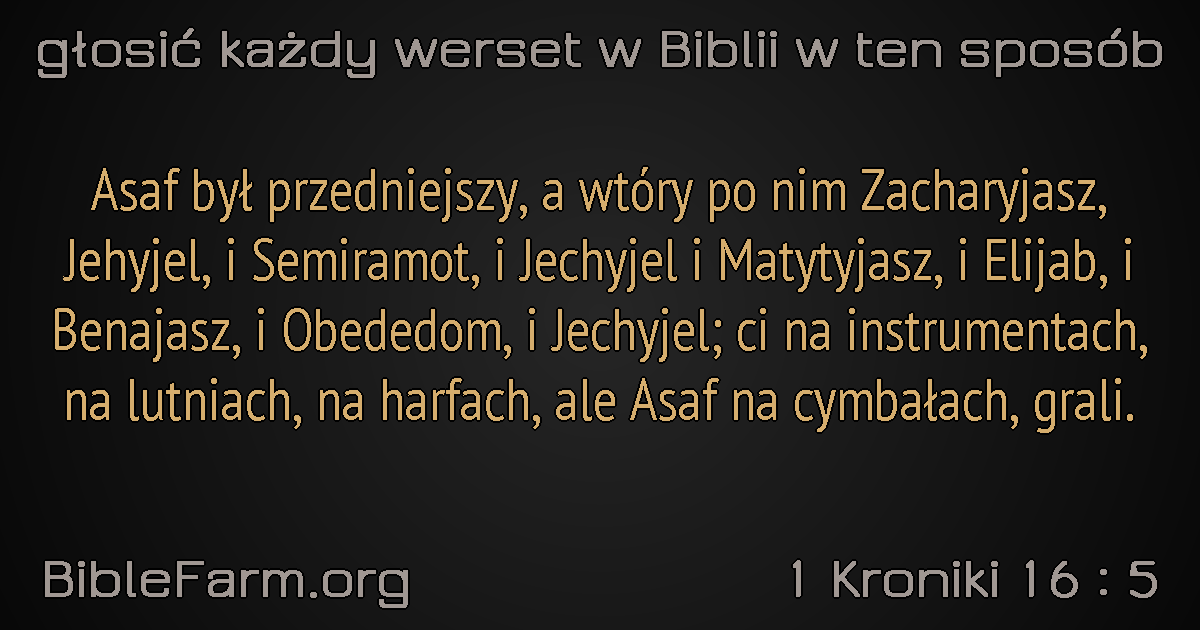 głosić każdy werset w Biblii w ten sposób
Asaf był przedniejszy, a wtóry po nim Zacharyjasz,
Jehyjel, i Semiramot, i Jechyjel i Matytyjasz, i Elijab, i
Benajasz, i Obededom, i Jechyjel; ci na instrumentach,
na lutniach, na harfach, ale Asaf na cymbałach, grali.
BibleFarm.org
1 Kroniki 16 : 5